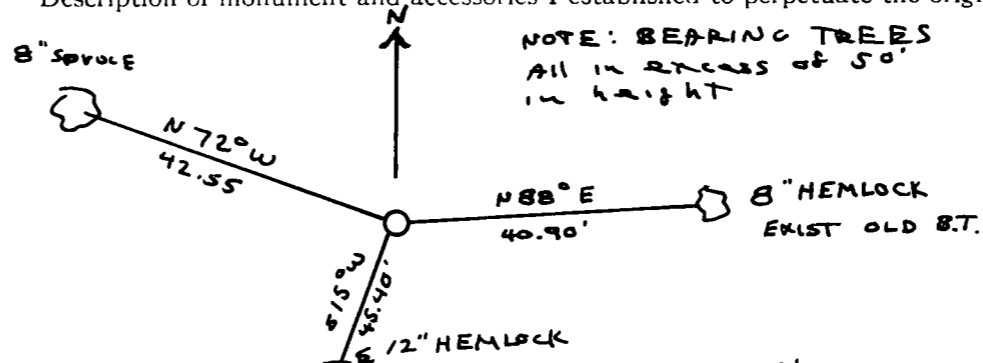 Description of monument and accessories I established to perpetuate the orig
N
NOTE: BEARING TREES
All in excess of 50'
in height
8" SPRUCE
N 72° W
42.55
N 88° E
40.90'
8" HEMLOCK
EXIST OLD B.T.
S15°W
45.40'
12" HEMLOCK